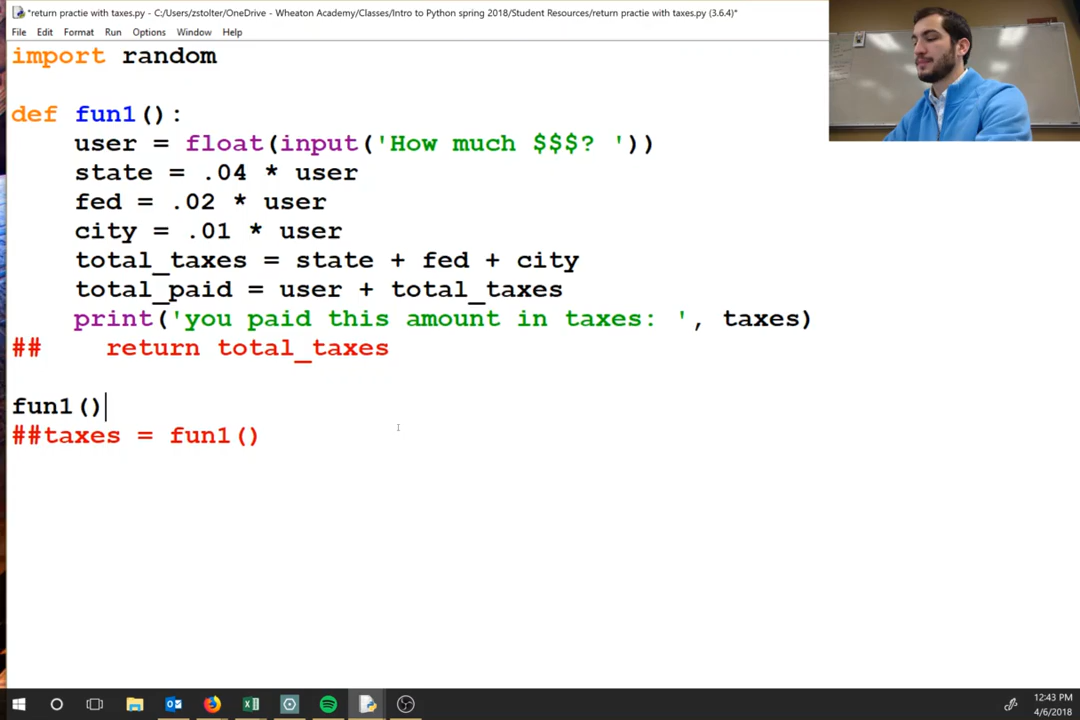 *return practie with taxes.py - C:/Users/zstolter/OneDrive - Wheaton Academy/Classes/Intro to Python spring 2018/Student Resources/return practie with taxes.py (3.6.4)*
File Edit Format Run Options Window Help
import random
def fun1():
    user = float(input('How much $$$? '))
    state = .04 * user
    fed = .02 * user
    city = .01 * user
    total_taxes = state + fed + city
    total_paid = user + total_taxes
    print('you paid this amount in taxes: ', taxes)
##    return total_taxes
fun1()
##taxes = fun1()
12:43 PM
4/6/2018